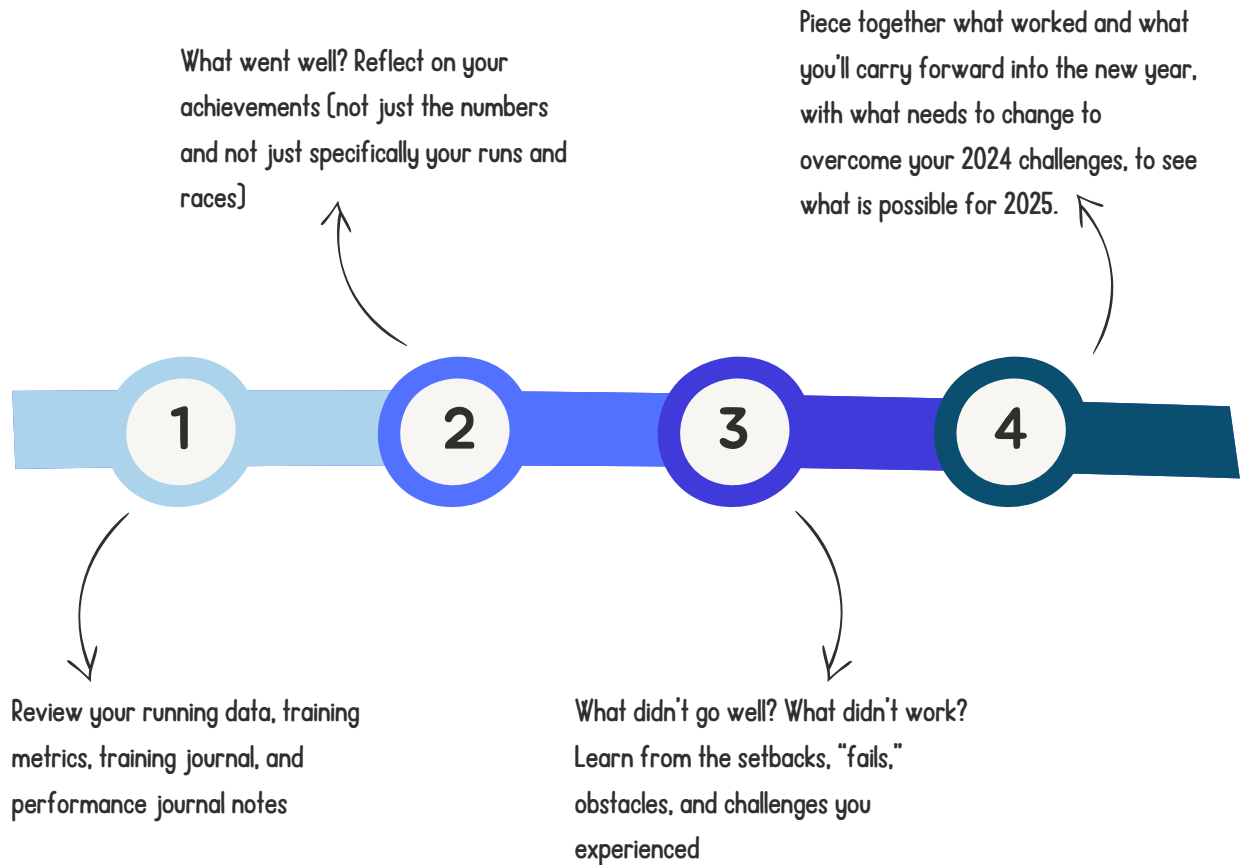 1
Review your running data, training
metrics, training journal, and
performance journal notes
2
What went well? Reflect on your
achievements (not just the numbers
and not just specifically your runs and
races)
3
What didn't go well? What didn't work?
Learn from the setbacks, "fails,"
obstacles, and challenges you
experienced
4
Piece together what worked and what
you'll carry forward into the new year,
with what needs to change to
overcome your 2024 challenges, to see
what is possible for 2025.